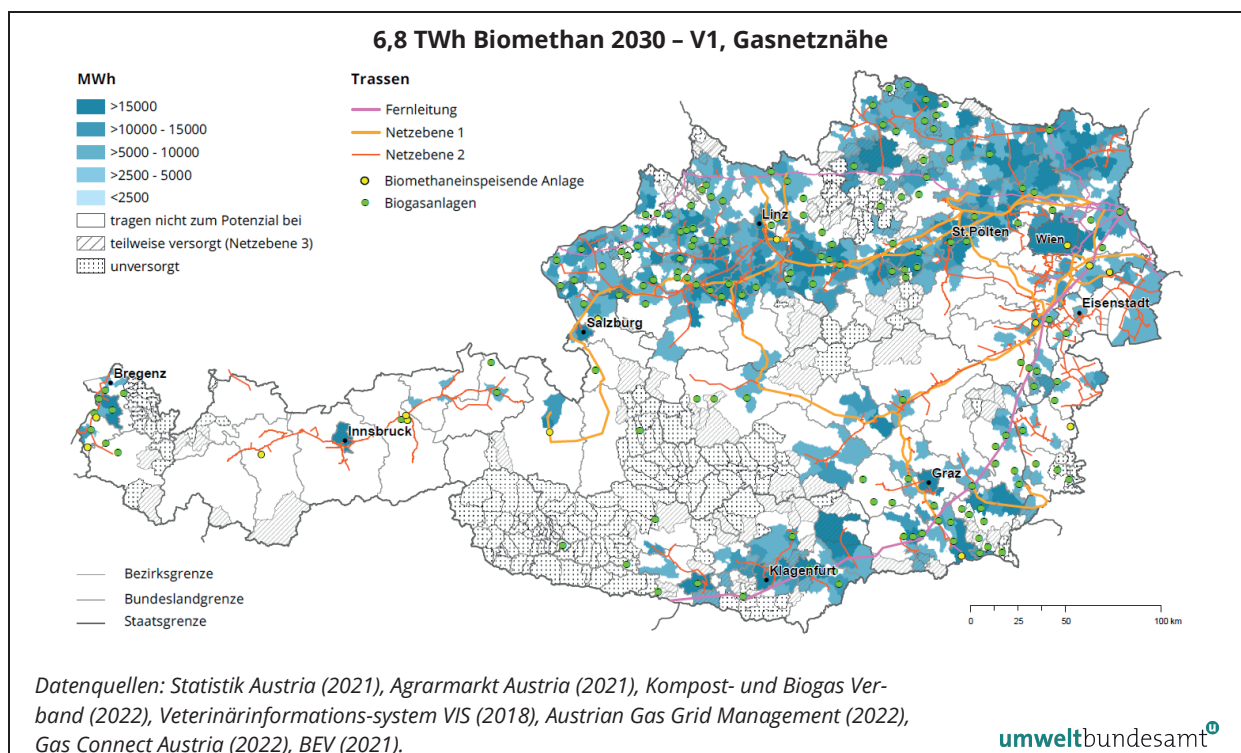 6,8 TWh Biomethan 2030 – V1, Gasnetznähe
MWh
>15000
>10000 - 15000
>5000 - 10000
>2500 - 5000
<2500
tragen nicht zum Potenzial bei
teilweise versorgt (Netzebene 3)
unversorgt
Trassen
Fernleitung
Netzebene 1
Netzebene 2
Biomethaneinspeisende Anlage
Biogasanlagen
Linz
St.Pölten
Wien
Eisenstadt
Salzburg
Bregenz
Innsbruck
Graz
Klagenfurt
Bezirksgrenze
Bundeslandgrenze
Staatsgrenze
0 25 50 100 km
Datenquellen: Statistik Austria (2021), Agrarmarkt Austria (2021), Kompost- und Biogas Ver-
band (2022), Veterinärinformations-system VIS (2018), Austrian Gas Grid Management (2022),
Gas Connect Austria (2022), BEV (2021).
umweltbundesamt u